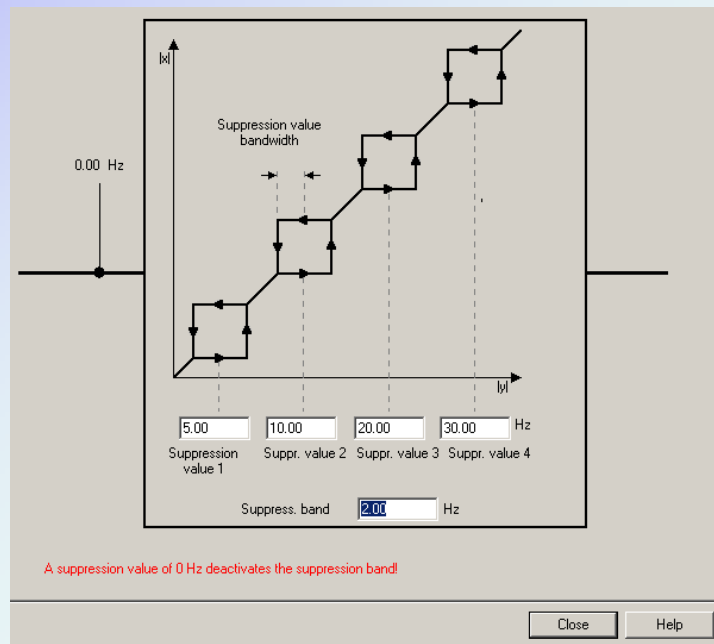 |x|
Suppression value
bandwidth
0.00 Hz
|y|
5.00 10.00 20.00 30.00 Hz
Suppression
value 1
Suppr. value 2 Suppr. value 3 Suppr. value 4
Suppress. band 2.00 Hz
A suppression value of 0 Hz deactivates the suppression band!
Close Help